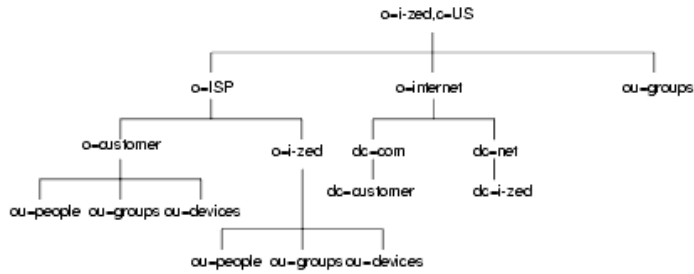 o=i-zed,c=US
o=ISP o=internet ou=groups
o=customer o=i-zed dc=com dc=net
dc=customer dc=i-zed
ou=people ou=groups ou=devices
ou=people ou=groups ou=devices